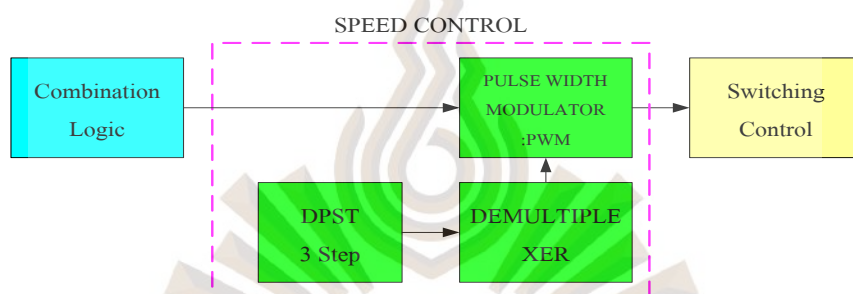 SPEED CONTROL
Combination
Logic
PULSE WIDTH
MODULATOR
:PWM
Switching
Control
DPST
3 Step
DEMULTIPLE
XER